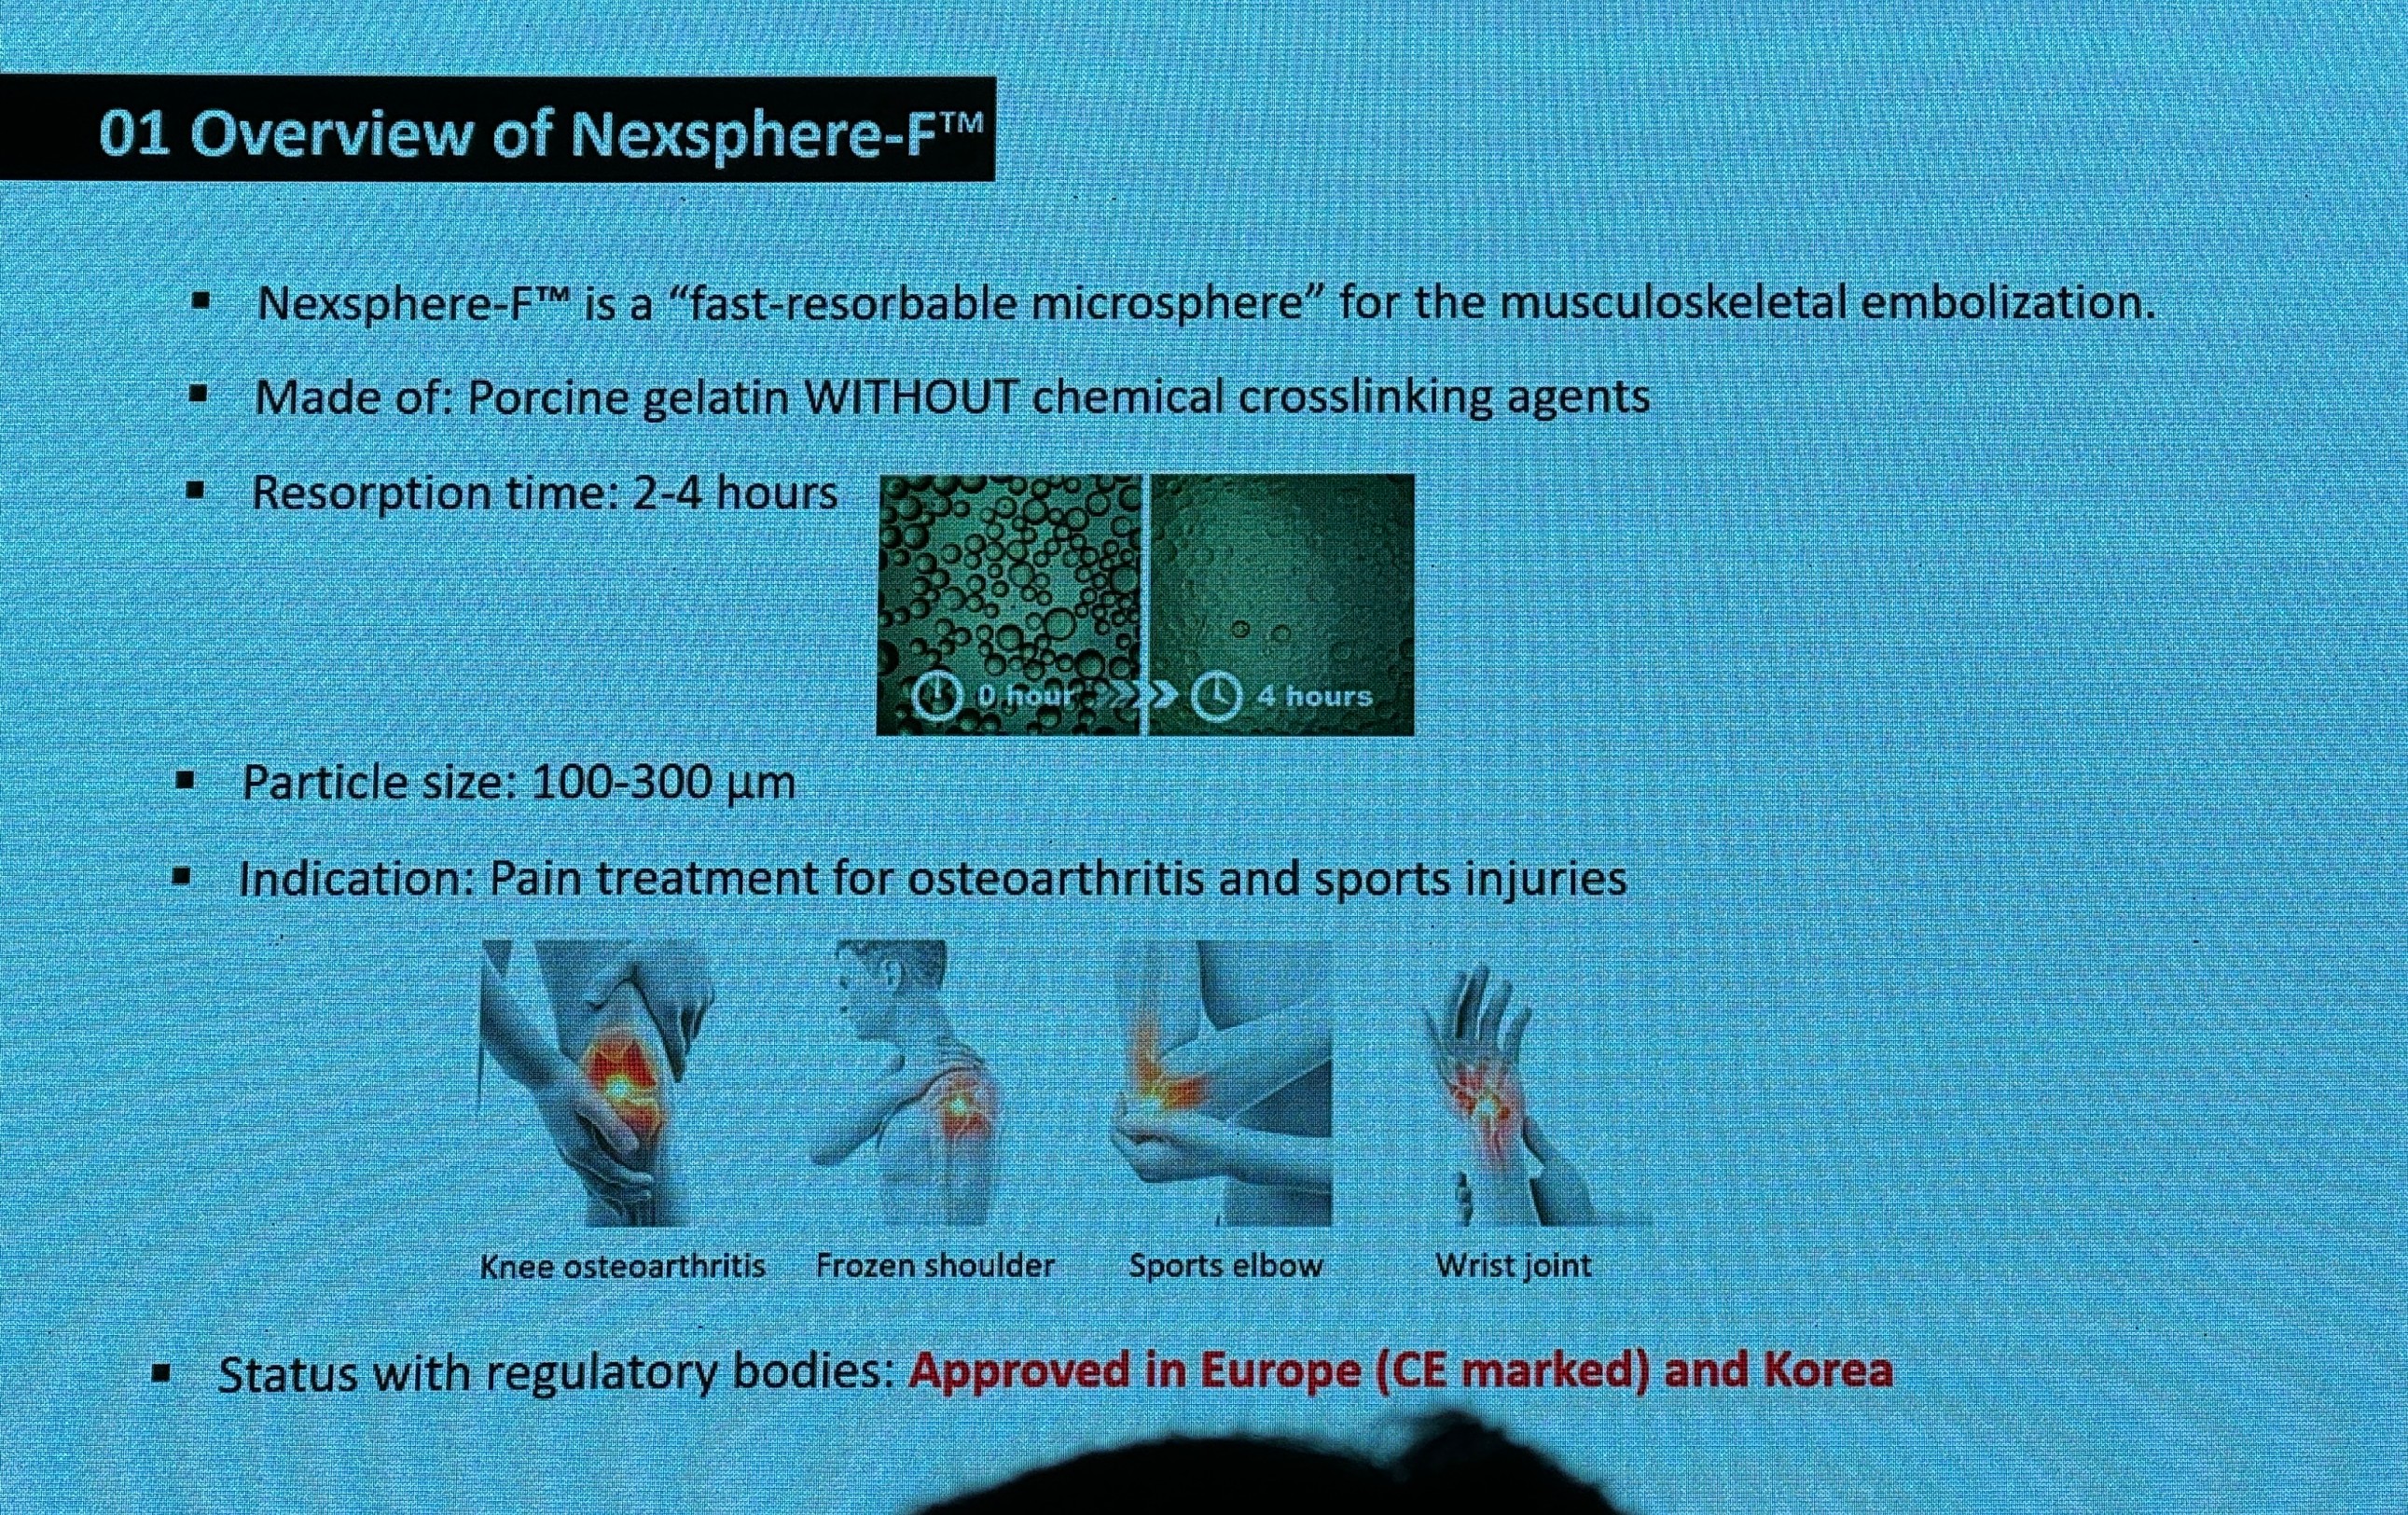 01 Overview of Nexsphere-F™
▪ Nexsphere-F™ is a “fast-resorbable microsphere” for the musculoskeletal embolization.
▪ Made of: Porcine gelatin WITHOUT chemical crosslinking agents
▪ Resorption time: 2-4 hours
0 hour
4 hours
▪ Particle size: 100-300 µm
▪ Indication: Pain treatment for osteoarthritis and sports injuries
Knee osteoarthritis
Frozen shoulder
Sports elbow
Wrist joint
▪ Status with regulatory bodies: Approved in Europe (CE marked) and Korea